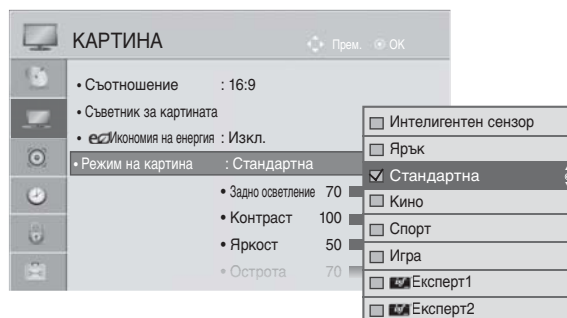 КАРТИНА
Прем. OK
• Съотношение : 16:9
• Съветник за картината
• eco Икономия на енергия : Изкл.
• Режим на картина : Стандартна
• Задно осветление 70
• Контраст 100
• Яркост 50
• Острота 70
Интелигентен сензор
Ярък
Стандартна
Кино
Спорт
Игра
Експерт1
Експерт2